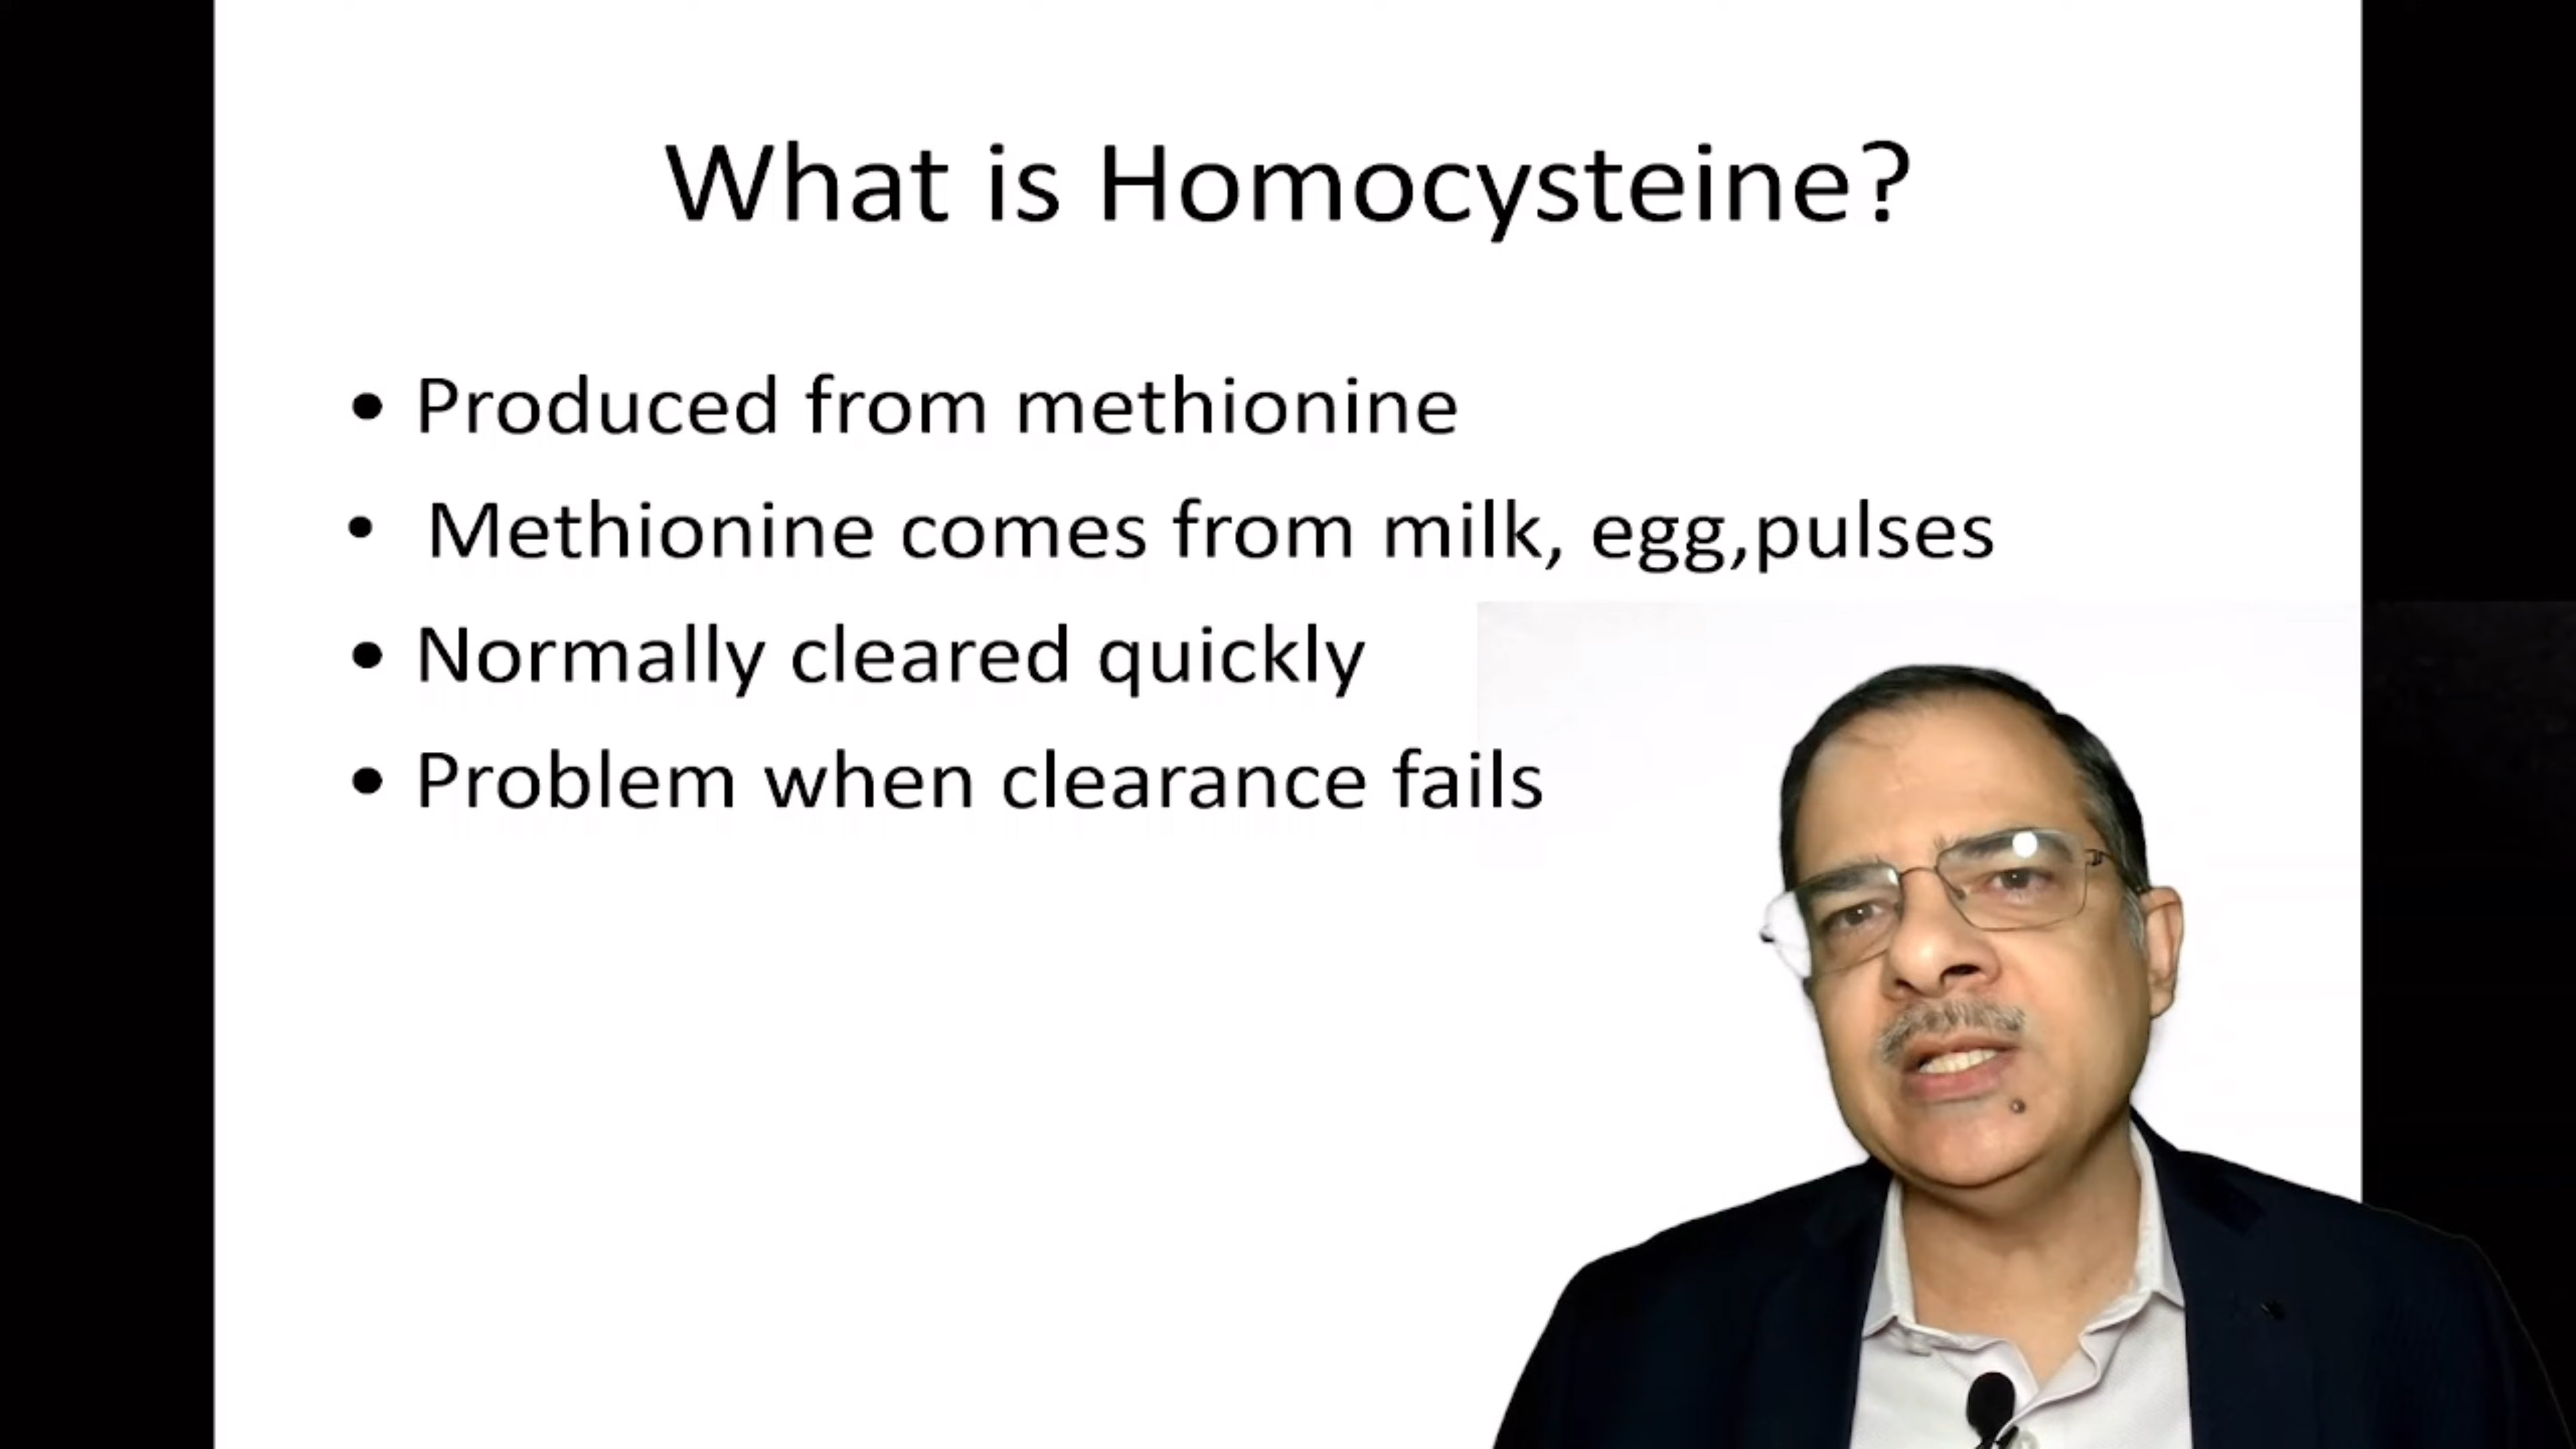 What is Homocysteine?
• Produced from methionine
• Methionine comes from milk, egg,pulses
• Normally cleared quickly
• Problem when clearance fails